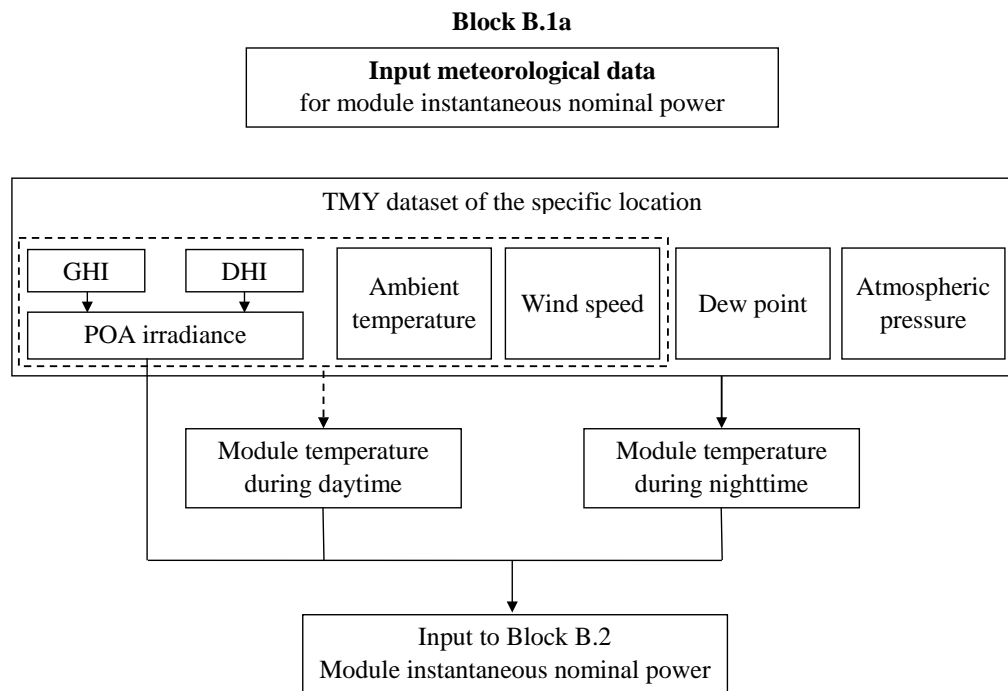 Block B.1a
Input meteorological data
for module instantaneous nominal power
TMY dataset of the specific location
GHI
DHI
POA irradiance
Ambient
temperature
Wind speed
Dew point
Atmospheric
pressure
Module temperature
during daytime
Module temperature
during nighttime
Input to Block B.2
Module instantaneous nominal power